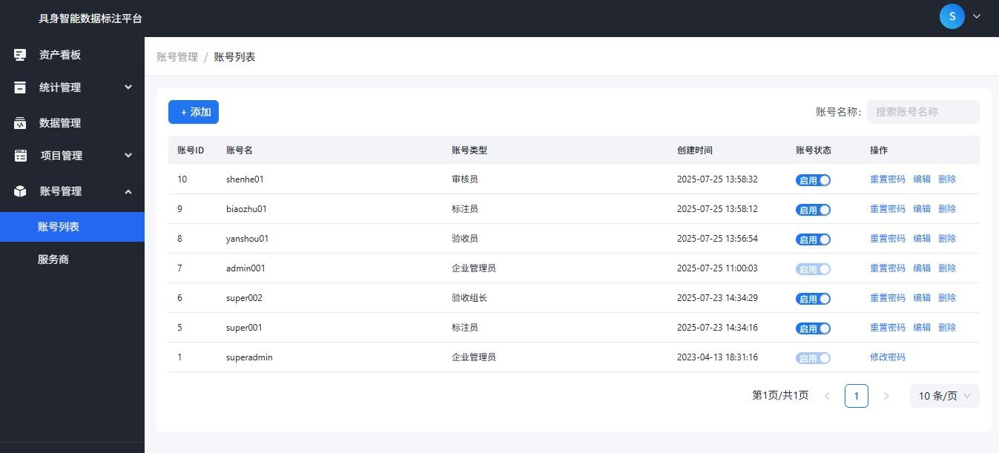 具身智能数据标注平台
S
资产看板
统计管理
数据管理
项目管理
账号管理
账号列表
服务商
账号管理 / 账号列表
+ 添加
账号名称: 搜索账号名称
账号ID 账号名 账号类型 创建时间 账号状态 操作
10 shenhe01 审核员 2025-07-25 13:58:32 启用 重置密码 编辑 删除
9 biaozhu01 标注员 2025-07-25 13:58:12 启用 重置密码 编辑 删除
8 yanshou01 验收员 2025-07-25 13:56:54 启用 重置密码 编辑 删除
7 admin001 企业管理员 2025-07-25 11:00:03 启用 重置密码 编辑 删除
6 super002 验收组长 2025-07-23 14:34:29 启用 重置密码 编辑 删除
5 super001 标注员 2025-07-23 14:34:16 启用 重置密码 编辑 删除
1 superadmin 企业管理员 2023-04-13 18:31:16 启用 修改密码
第1页/共1页 < 1 > 10 条/页